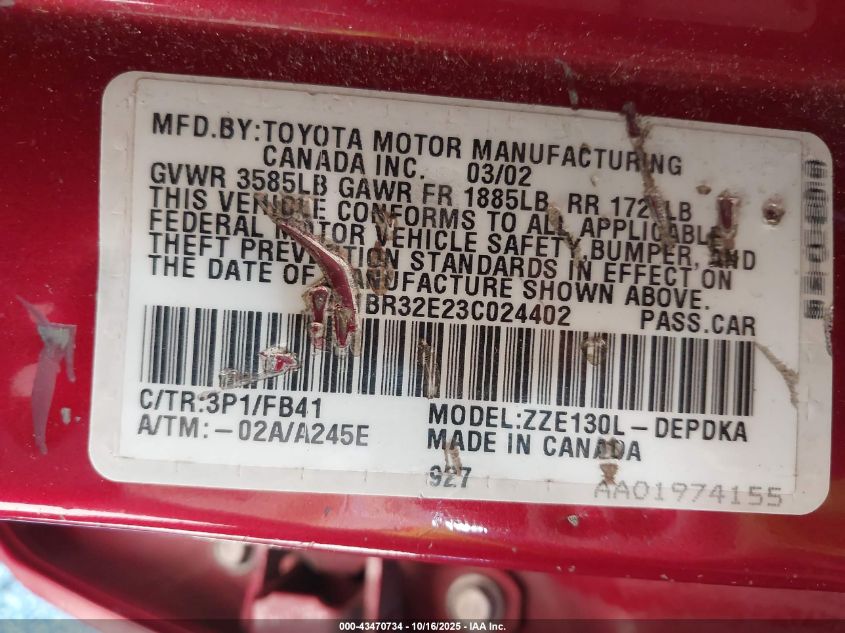 MFD.BY:TOYOTA MOTOR MANUFACTURING
CANADA INC. 03/02
GVWR 3585LB GAWR FR 1885LB RR 172 LB
THIS VEHICLE CONFORMS TO ALL APPLICABLE
FEDERAL MOTOR VEHICLE SAFETY, BUMPER, AND
THEFT PREVENTION STANDARDS IN EFFECT ON
THE DATE OF MANUFACTURE SHOWN ABOVE.
BR32E23C024402 PASS.CAR
C/TR:3P1/FB41 MODEL:ZZE130L-DEPDKA
A/TM:-02A/A245E MADE IN CANADA
927
AA01974155
000-43470734 - 10/16/2025 - IAA Inc.